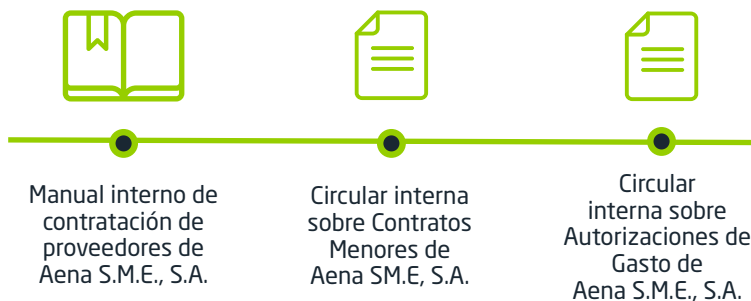 Manual interno de
contratación de
proveedores de
Aena S.M.E., S.A.
Circular interna
sobre Contratos
Menores de
Aena SM.E, S.A.
Circular
interna sobre
Autorizaciones de
Gasto de
Aena S.M.E., S.A.